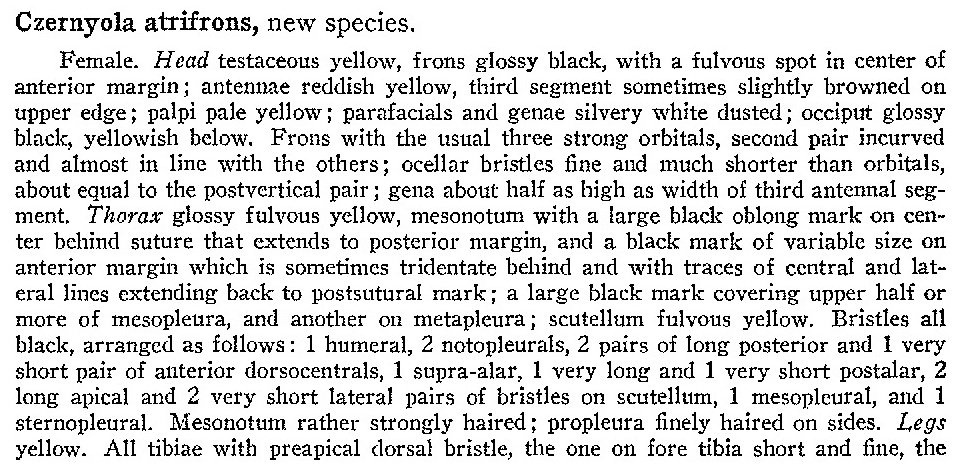 Czernyola atrifrons, new species.
Female. Head testaceous yellow, frons glossy black, with a fulvous spot in center of
anterior margin; antennae reddish yellow, third segment sometimes slightly browned on
upper edge; palpi pale yellow; parafacials and genae silvery white dusted; occiput glossy
black, yellowish below. Frons with the usual three strong orbitals, second pair incurved
and almost in line with the others; ocellar bristles fine and much shorter than orbitals,
about equal to the postvertical pair; gena about half as high as width of third antennal seg-
ment. Thorax glossy fulvous yellow, mesonotum with a large black oblong mark on cen-
ter behind suture that extends to posterior margin, and a black mark of variable size on
anterior margin which is sometimes tridentate behind and with traces of central and lat-
eral lines extending back to postsutural mark; a large black mark covering upper half or
more of mesopleura, and another on metapleura; scutellum fulvous yellow. Bristles all
black, arranged as follows: 1 humeral, 2 notopleurals, 2 pairs of long posterior and 1 very
short pair of anterior dorsocentrals, 1 supra-alar, 1 very long and 1 very short postalar, 2
long apical and 2 very short lateral pairs of bristles on scutellum, 1 mesopleural, and 1
sternopleural. Mesonotum rather strongly haired; propleura finely haired on sides. Legs
yellow. All tibiae with preapical dorsal bristle, the one on fore tibia short and fine, the